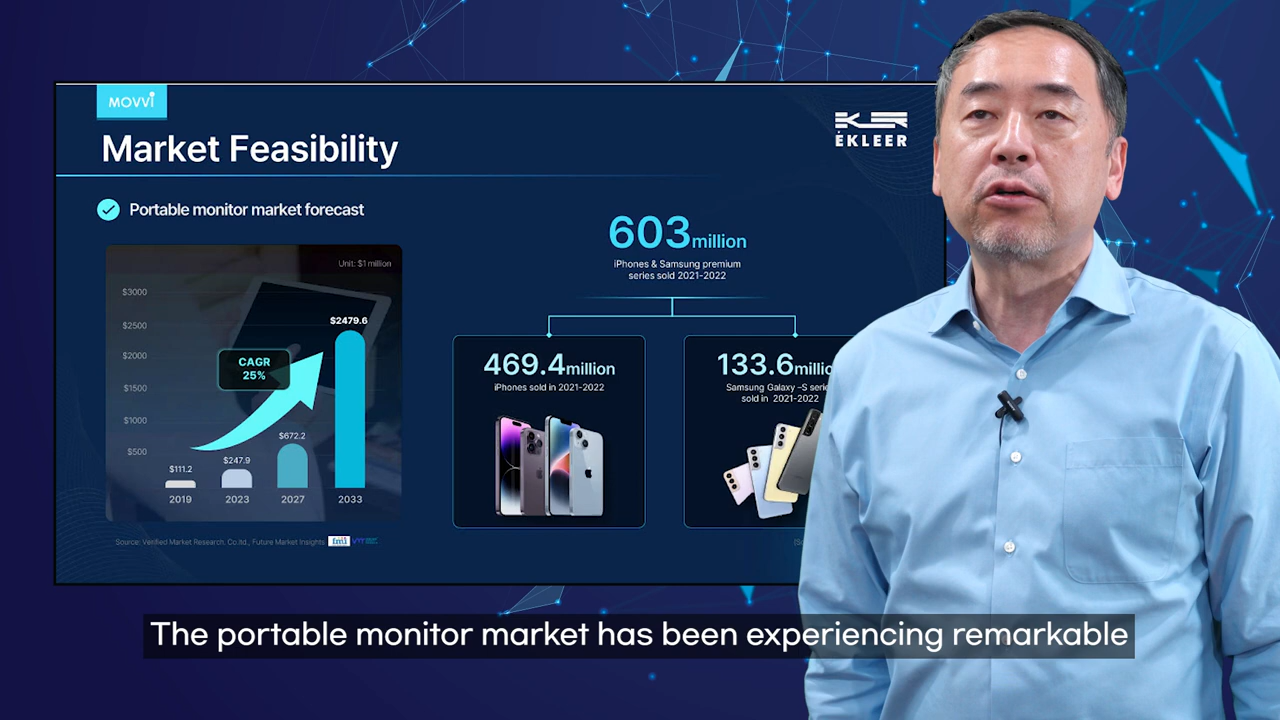 MOVVI
EKLEER
Market Feasibility
Portable monitor market forecast
Unit: $1 million
$3000
$2500
$2000
$1500
$1000
$500
$2479.6
CAGR
25%
$672.2
$247.9
$111.2
2019
2023
2027
2033
603million
iPhones & Samsung premium
series sold 2021-2022
469.4million
iPhones sold in 2021-2022
133.6
Samsung Galaxy -S
sold in 2021-2022
Source: Verified Market Research. Co.ltd., Future Market Insights
fmi
The portable monitor market has been experiencing remarkable